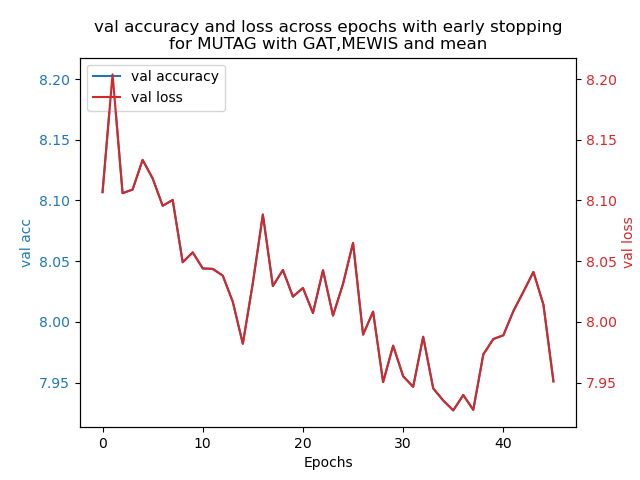 val accuracy and loss across epochs with early stopping
for MUTAG with GAT,MEWIS and mean
val accuracy
val loss
8.20
8.15
8.10
8.05
8.00
7.95
val acc
8.20
8.15
8.10
8.05
8.00
7.95
val loss
0
10
20
30
40
Epochs